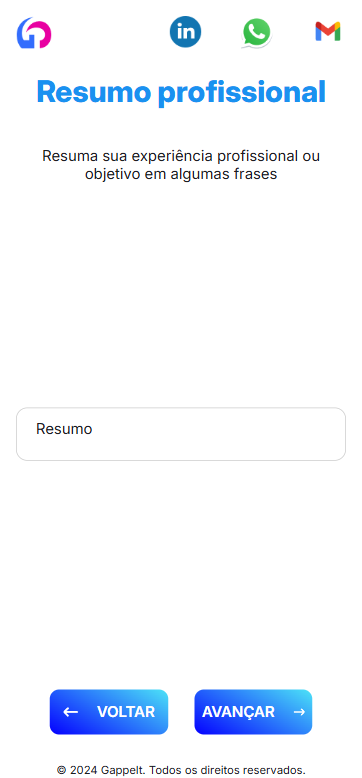 in
Resumo profissional
Resuma sua experiência profissional ou
objetivo em algumas frases
Resumo
← VOLTAR
AVANÇAR →
© 2024 Gappelt. Todos os direitos reservados.